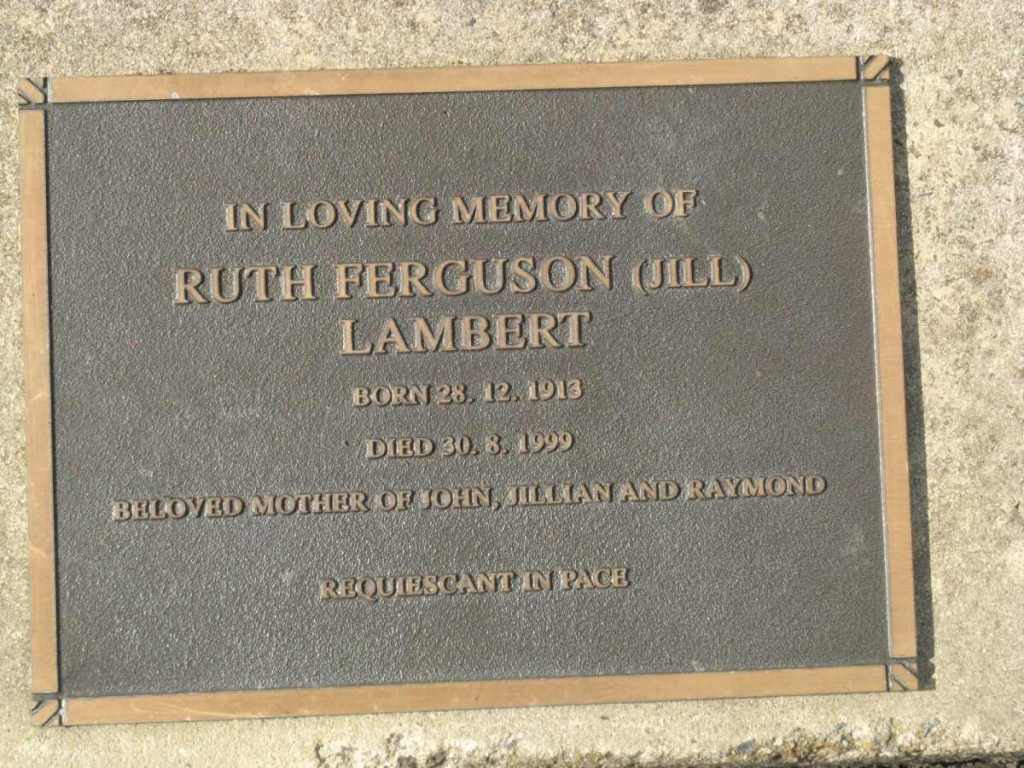 IN LOVING MEMORY OF
RUTH FERGUSON (JILL)
LAMBERT
BORN 28. 12. 1913
DIED 30. 8. 1999
BELOVED MOTHER OF JOHN, JILLIAN AND RAYMOND
REQUIESCANT IN PACE